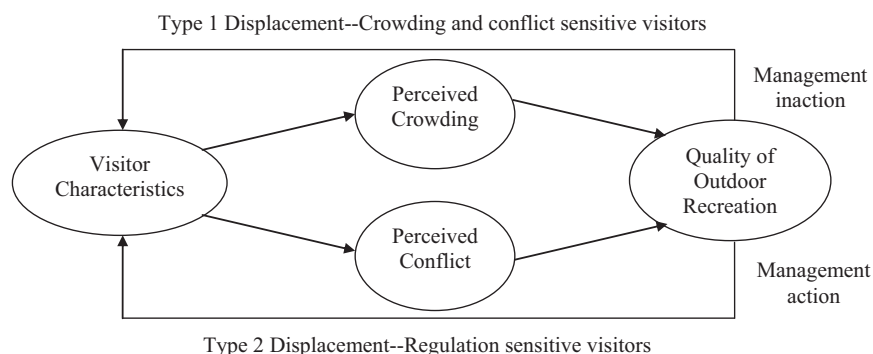 Type 1 Displacement--Crowding and conflict sensitive visitors
Management
inaction
Perceived
Crowding
Visitor
Characteristics
Quality of
Outdoor
Recreation
Perceived
Conflict
Management
action
Type 2 Displacement--Regulation sensitive visitors